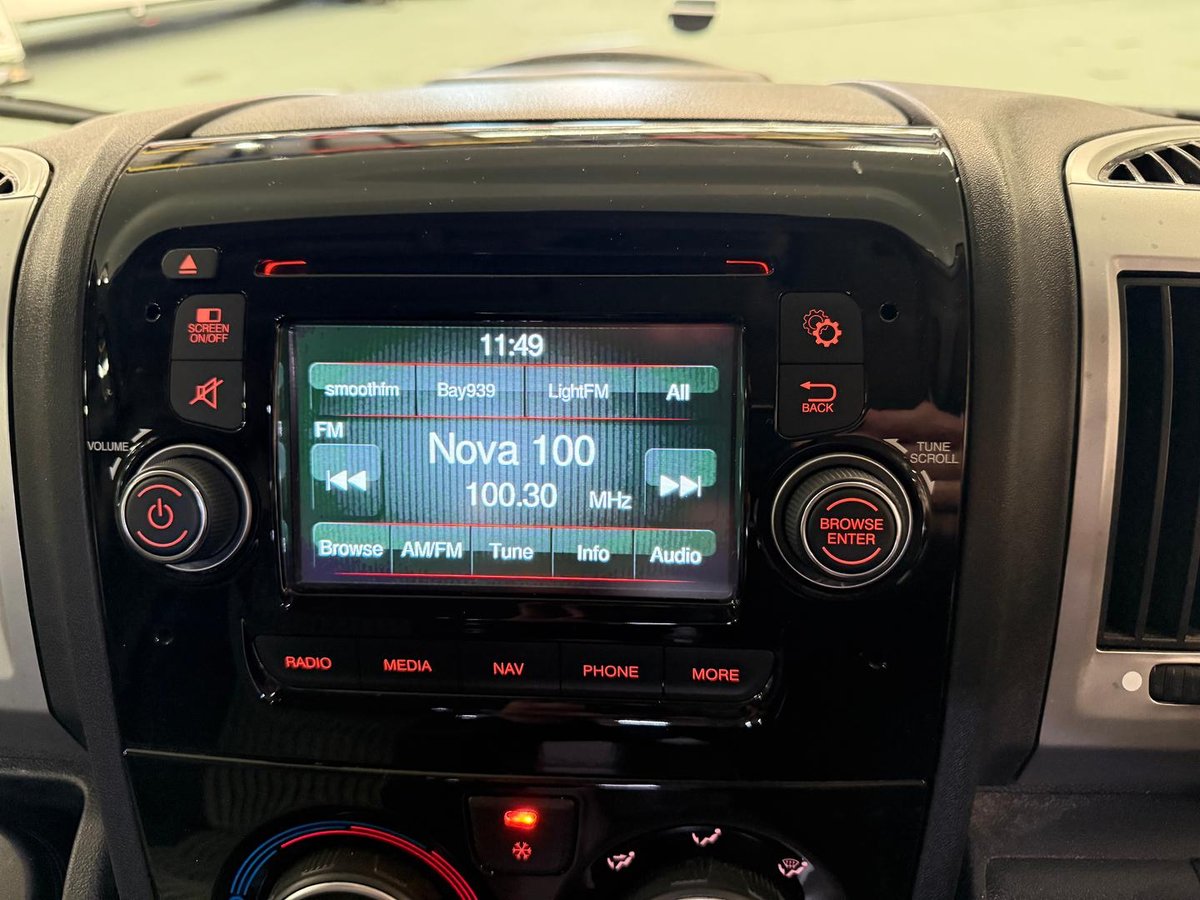 SCREEN
ON/OFF
11:49
smoothfm Bay939 LightFM All
FM
Nova 100
100.30 MHz
Browse AM/FM Tune Info Audio
BACK
VOLUME
TUNE
SCROLL
BROWSE
ENTER
RADIO MEDIA NAV PHONE MORE